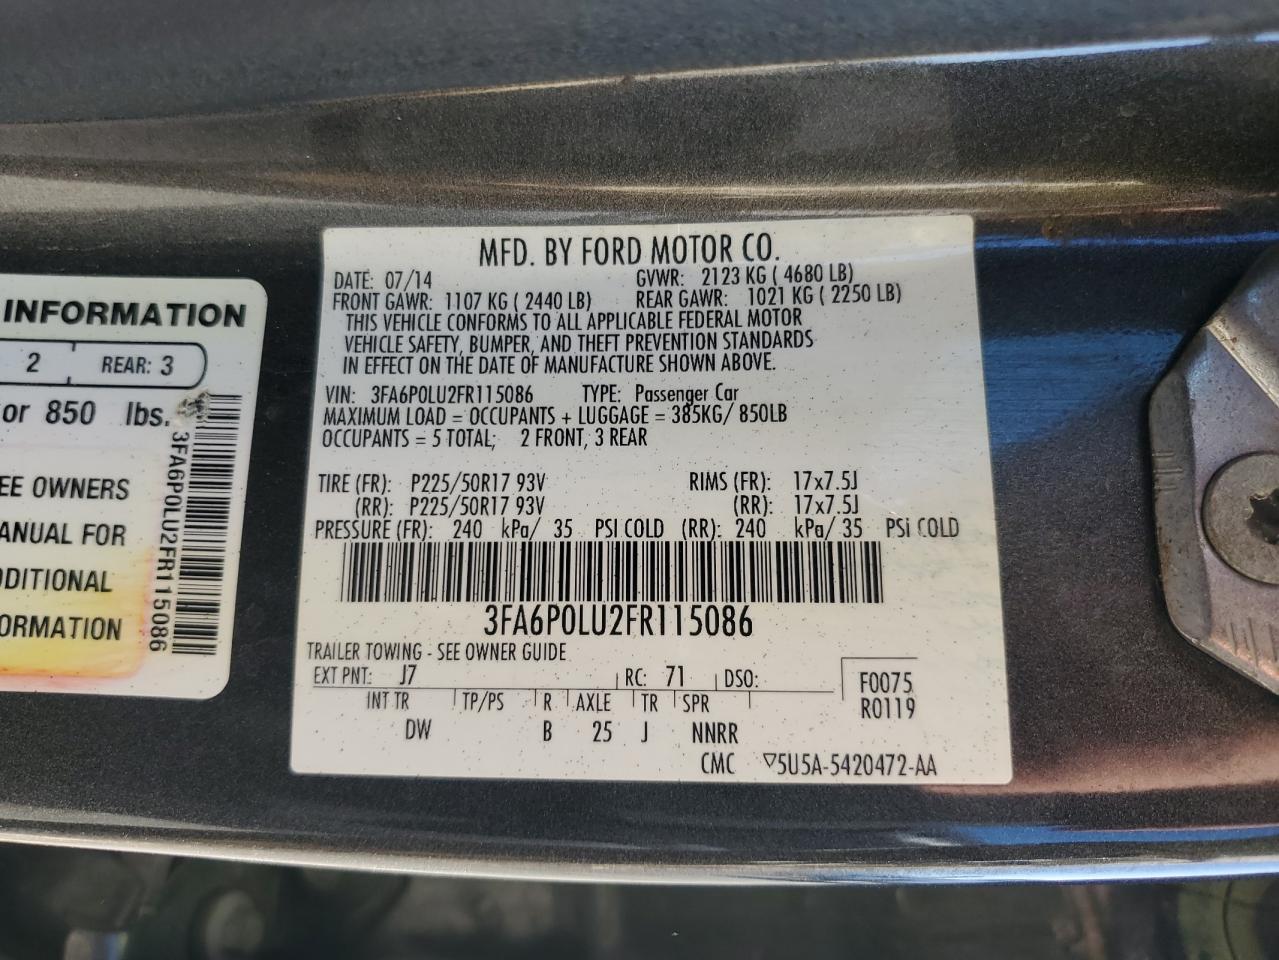 INFORMATION
2 REAR: 3
or 850 lbs.
EE OWNERS
ANUAL FOR
DDITIONAL
ORMATION
3FA6P0LU2FR115086
MFD. BY FORD MOTOR CO.
DATE: 07/14 GVWR: 2123 KG ( 4680 LB)
FRONT GAWR: 1107 KG ( 2440 LB) REAR GAWR: 1021 KG ( 2250 LB)
THIS VEHICLE CONFORMS TO ALL APPLICABLE FEDERAL MOTOR
VEHICLE SAFETY, BUMPER, AND THEFT PREVENTION STANDARDS
IN EFFECT ON THE DATE OF MANUFACTURE SHOWN ABOVE.
VIN: 3FA6P0LU2FR115086 TYPE: Passenger Car
MAXIMUM LOAD = OCCUPANTS + LUGGAGE = 385KG/ 850LB
OCCUPANTS = 5 TOTAL; 2 FRONT, 3 REAR
TIRE (FR): P225/50R17 93V RIMS (FR): 17x7.5J
(RR): P225/50R17 93V (RR): 17x7.5J
PRESSURE (FR): 240 kPa/ 35 PSI COLD (RR): 240 kPa/ 35 PSi COLD
3FA6P0LU2FR115086
TRAILER TOWING - SEE OWNER GUIDE
EXT PNT: J7 RC: 71 DSO: F0075
INT TR TP/PS R AXLE TR SPR R0119
DW B 25 J NNRR
CMC ▽5U5A-5420472-AA